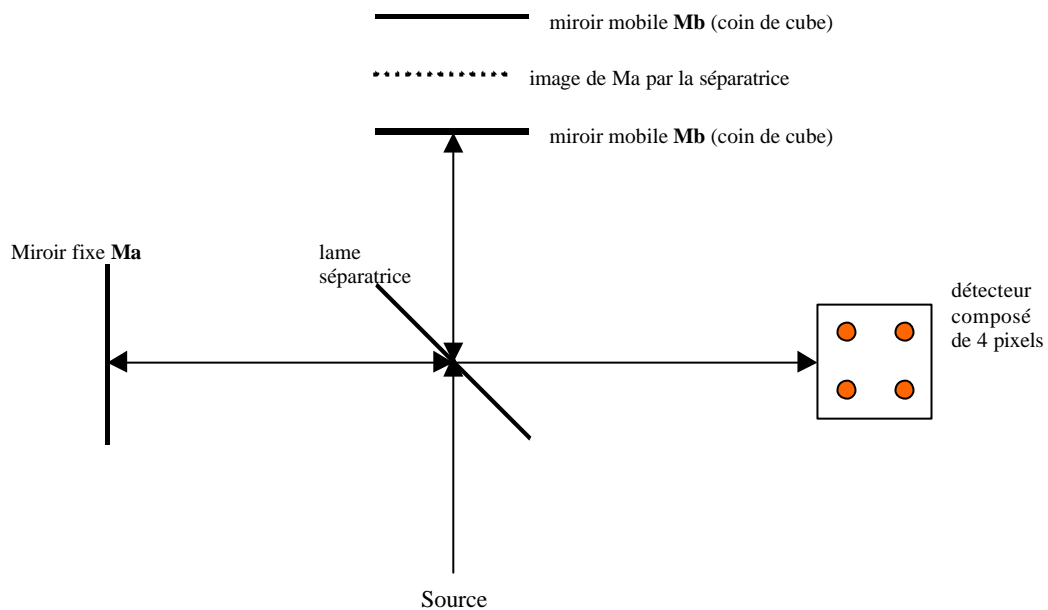 miroir mobile Mb (coin de cube)
image de Ma par la séparatrice
miroir mobile Mb (coin de cube)
Miroir fixe Ma
lame
séparatrice
détecteur
composé
de 4 pixels
Source